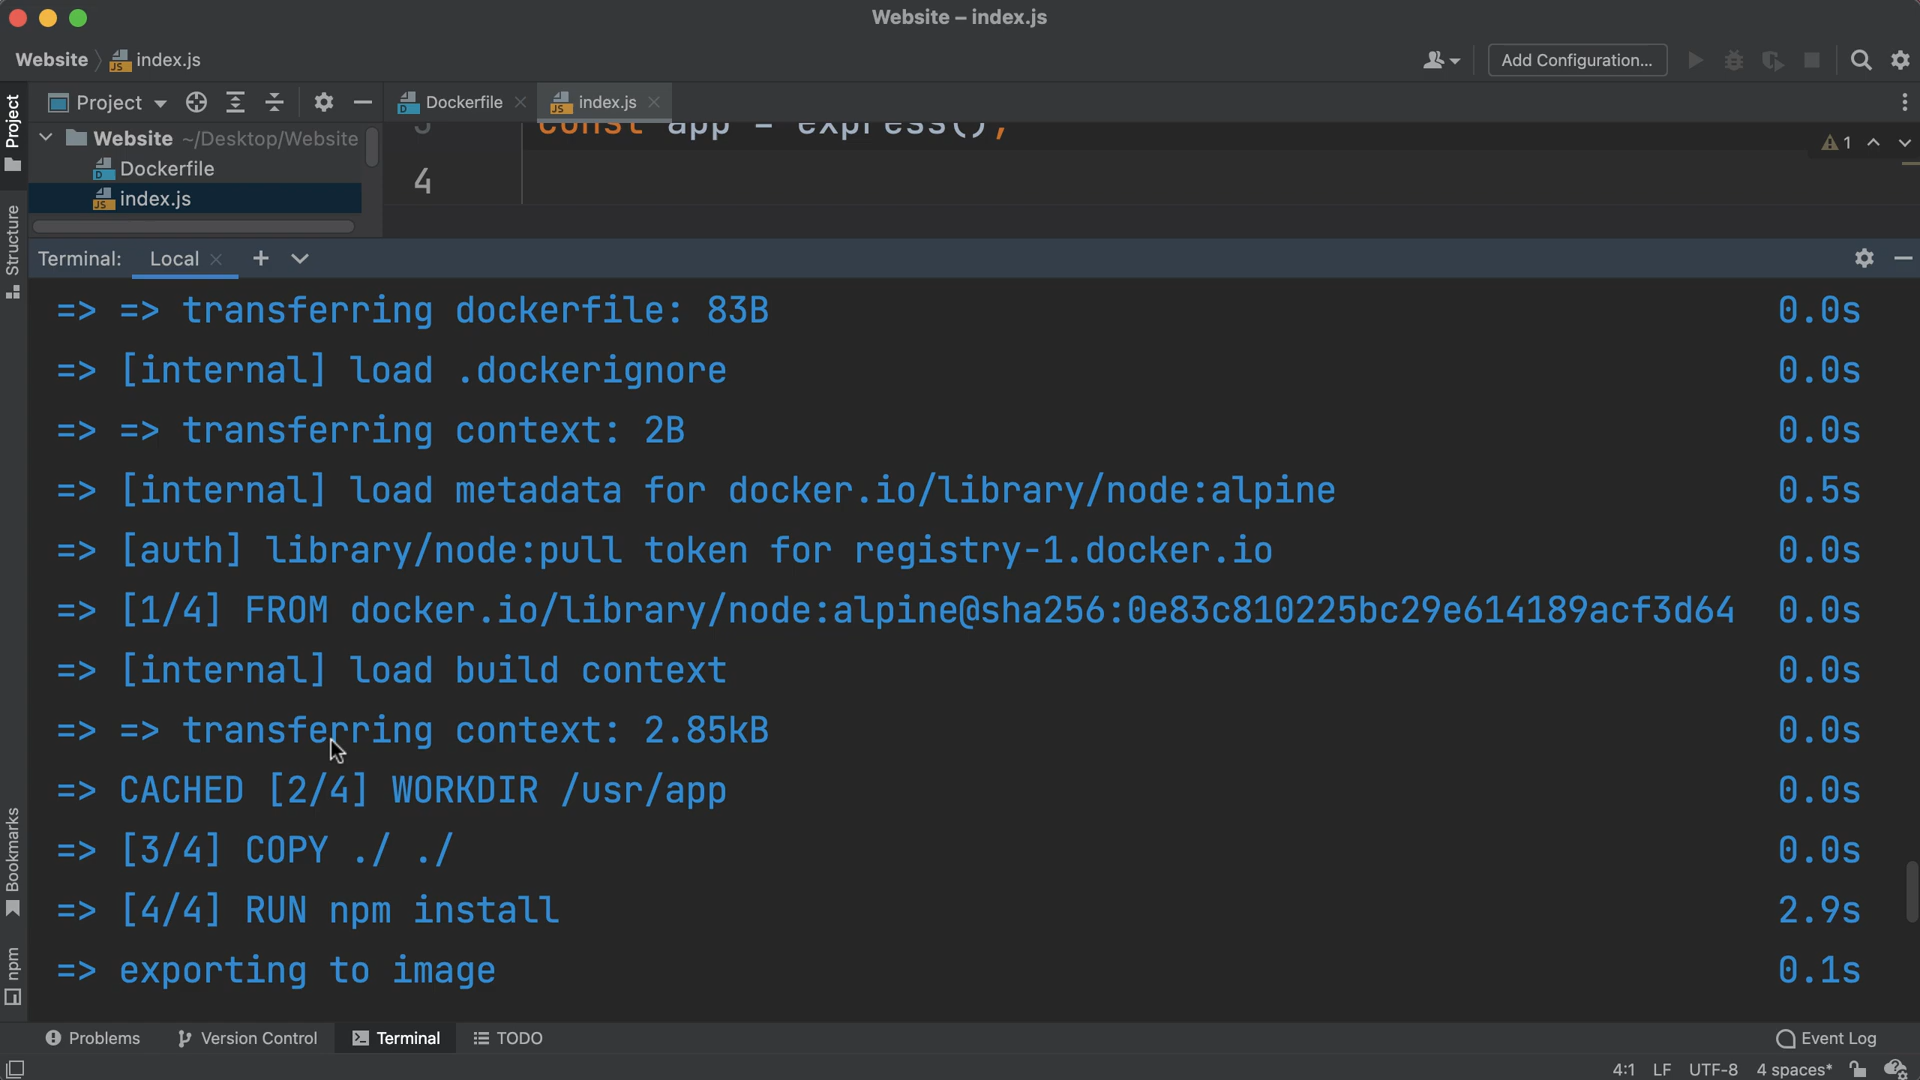 Website – index.js
Website index.js
Add Configuration...
Project
Project
Dockerfile
index.js
Website ~/Desktop/Website
Dockerfile
index.js
3 const app = express();
4
1
Structure
Terminal: Local
=> => transferring dockerfile: 83B 0.0s
=> [internal] load .dockerignore 0.0s
=> => transferring context: 2B 0.0s
=> [internal] load metadata for docker.io/library/node:alpine 0.5s
=> [auth] library/node:pull token for registry-1.docker.io 0.0s
=> [1/4] FROM docker.io/library/node:alpine@sha256:0e83c810225bc29e614189acf3d64 0.0s
=> [internal] load build context 0.0s
=> => transferring context: 2.85kB 0.0s
=> CACHED [2/4] WORKDIR /usr/app 0.0s
=> [3/4] COPY ./ ./ 0.0s
=> [4/4] RUN npm install 2.9s
=> exporting to image 0.1s
Bookmarks
npm
Problems Version Control Terminal TODO Event Log
4:1 LF UTF-8 4 spaces*